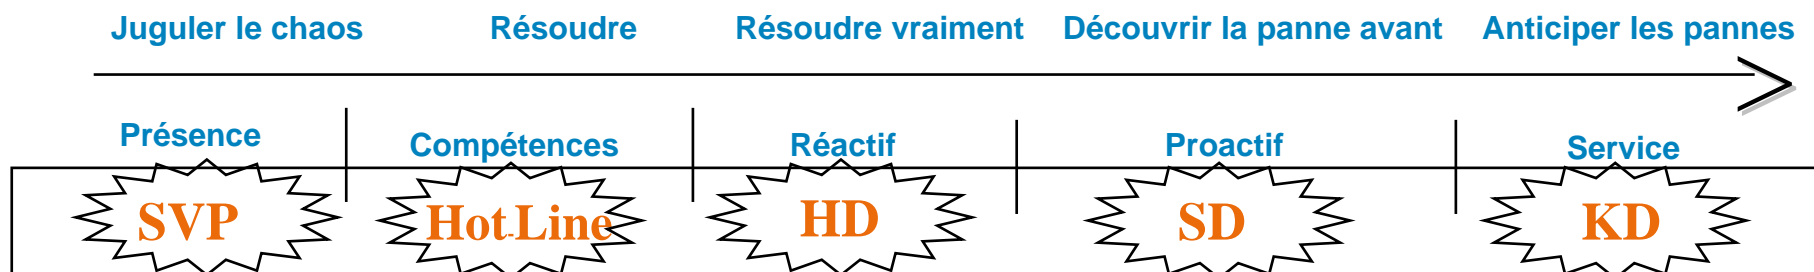 Juguler le chaos Résoudre Résoudre vraiment Découvrir la panne avant Anticiper les pannes
Présence Compétences Réactif Proactif Service
SVP Hot-Line HD SD KD